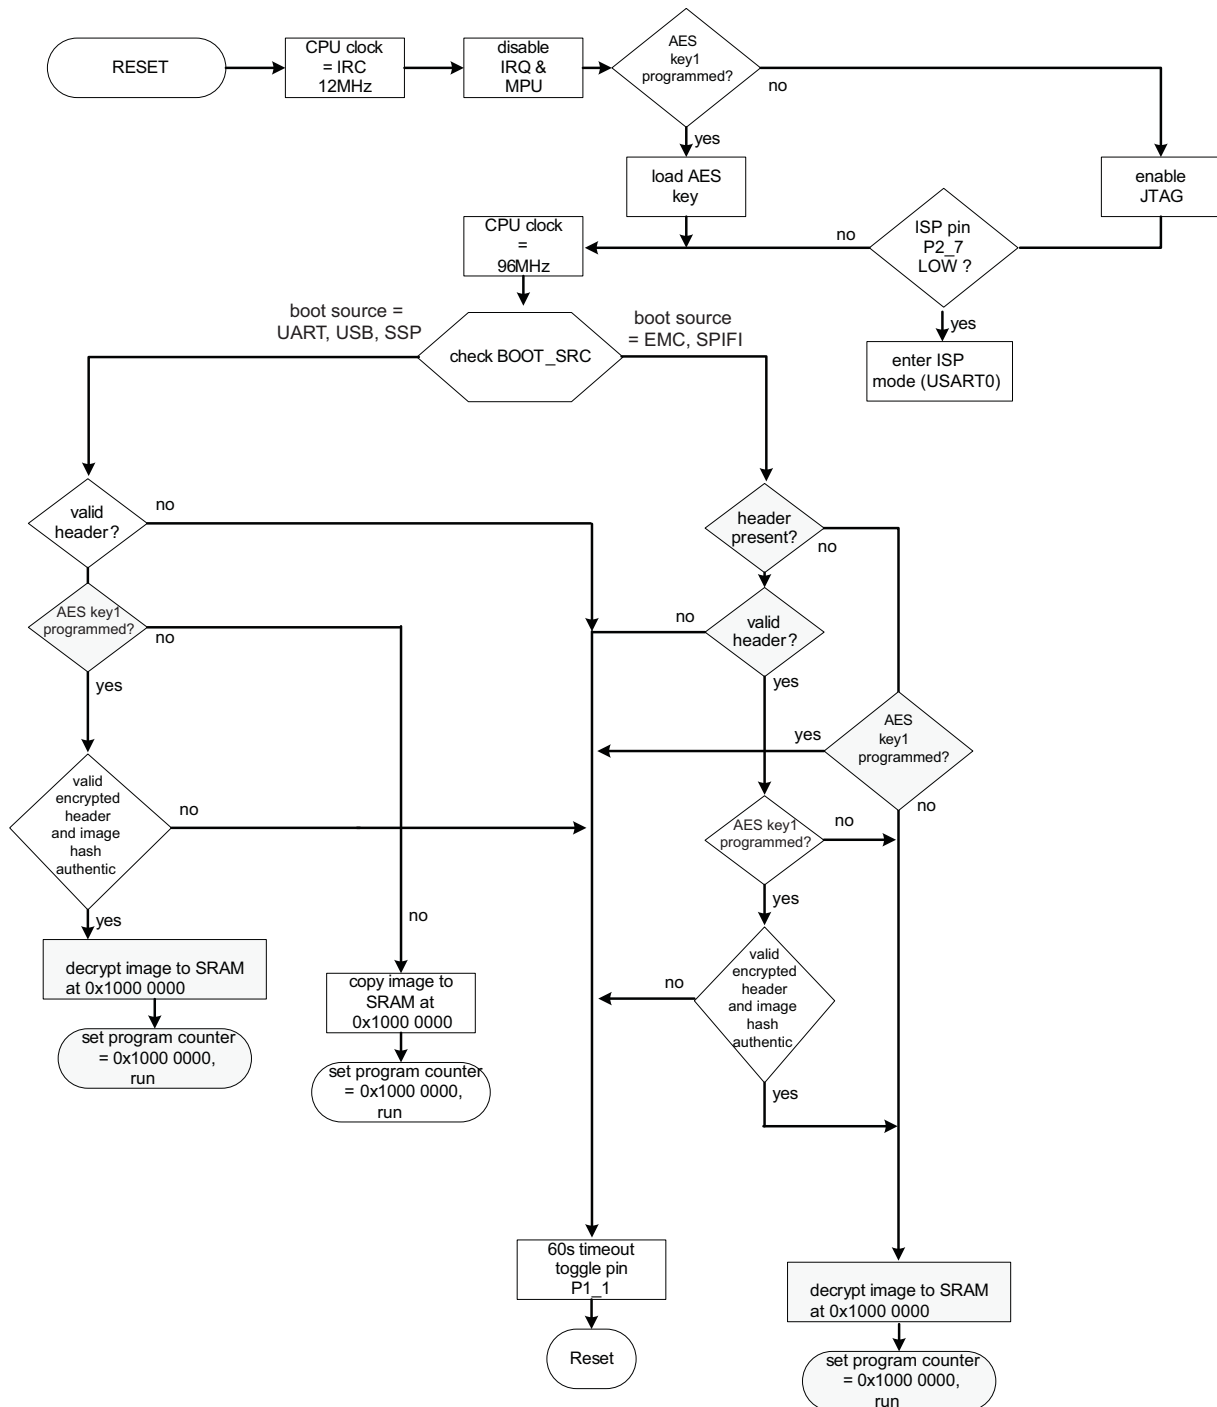 RESET
CPU clock
= IRC
12MHz
disable
IRQ &
MPU
AES
key1
programmed?
no
yes
load AES
key
enable
JTAG
CPU clock
=
96MHz
no
ISP pin
P2_7
LOW ?
yes
enter ISP
mode (USART0)
boot source =
UART, USB, SSP
check BOOT_SRC
boot source
= EMC, SPIFI
valid
header?
no
header
present?
no
AES key1
programmed?
no
yes
no
valid
header?
yes
yes
AES
key1
programmed?
no
valid
encrypted
header
and image
hash
authentic
no
yes
AES key1
programmed?
no
yes
no
decrypt image to SRAM
at 0x1000 0000
set program counter
= 0x1000 0000,
run
copy image to
SRAM at
0x1000 0000
set program counter
= 0x1000 0000,
run
no
valid
encrypted
header
and image
hash
authentic
yes
60s timeout
toggle pin
P1_1
Reset
decrypt image to SRAM
at 0x1000 0000
set program counter
= 0x1000 0000,
run